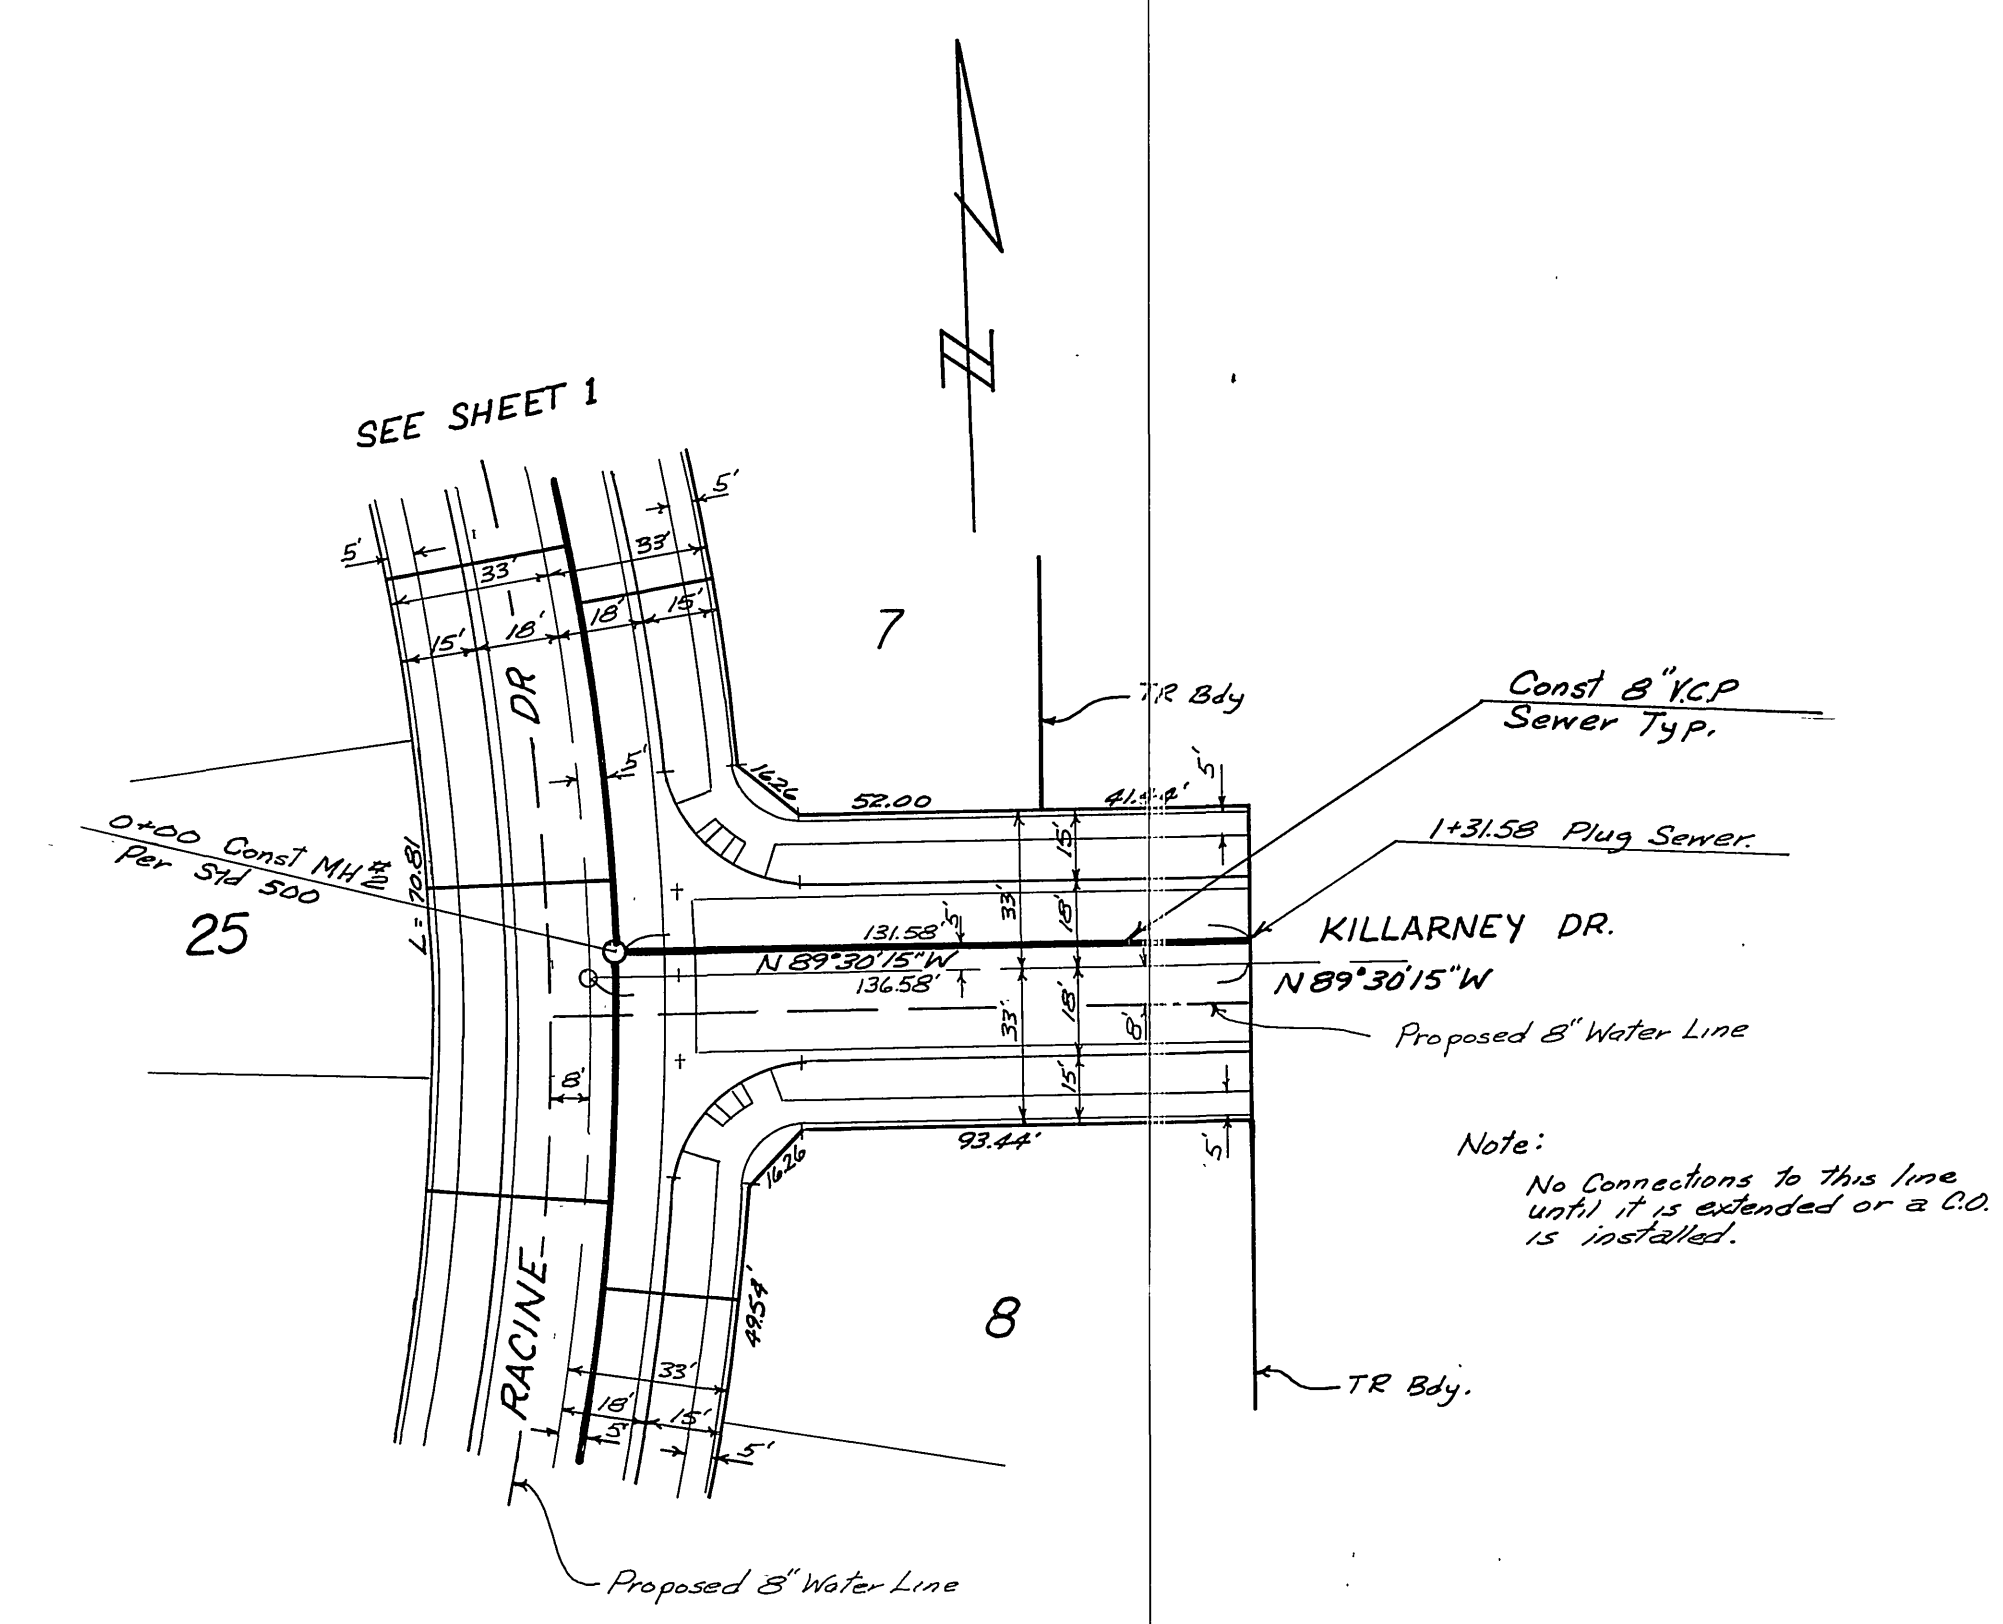 SEE SHEET 1
5'
5'
33'
33'
15'
18'
18'
15'
7
DR
5'
TR Bdy
Const 8" V.C.P
Sewer Typ.
16.26
52.00
5'
0+00 Const MH #2
Per Std 500
L= 70.81
25
1+31.58 Plug Sewer.
15'
33'
18'
131.58'
5'
N 89°30'15"W
136.58'
KILLARNEY DR.
N 89°30'15"W
33'
18'
8'
Proposed 8" Water Line
8'
15'
16.26
93.44'
5'
Note:
No Connections to this line
until it is extended or a C.O.
is installed.
RACINE
49.54'
8
33'
18'
15'
5'
5'
TR Bdy.
Proposed 8" Water Line